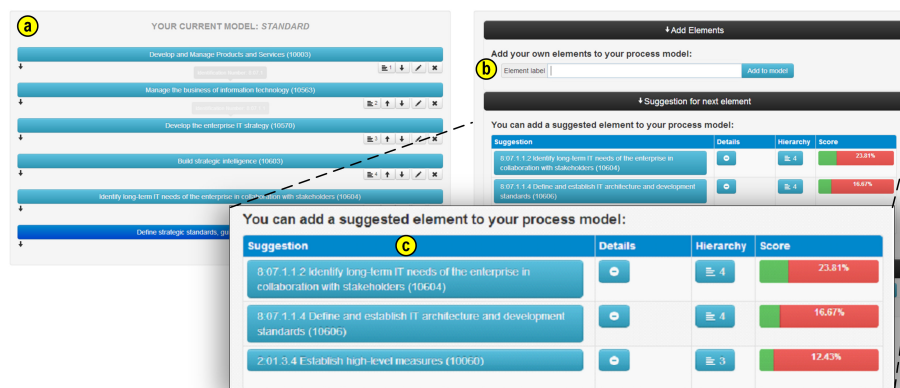 a
YOUR CURRENT MODEL: STANDARD
Develop and Manage Products and Services (10003)
1
Manage the business of information technology (10563)
2
Develop the enterprise IT strategy (10570)
3
Build strategic intelligence (10603)
4
Identify long-term IT needs of the enterprise in collaboration with stakeholders (10604)
Define strategic standards,
Add Elements
Add your own elements to your process model:
b
Element label
Add to model
Suggestion for next element
You can add a suggested element to your process model:
Suggestion Details Hierarchy Score
8.07.1.1.2 Identify long-term IT needs of the enterprise in
collaboration with stakeholders (10604)
4
23.81%
8.07.1.1.4 Define and establish IT architecture and development
standards (10606)
4
16.67%
You can add a suggested element to your process model:
Suggestion c Details Hierarchy Score
8.07.1.1.2 Identify long-term IT needs of the enterprise in
collaboration with stakeholders (10604)
4
23.81%
8.07.1.1.4 Define and establish IT architecture and development
standards (10606)
4
16.67%
2.01.3.4 Establish high-level measures (10060)
3
12.43%